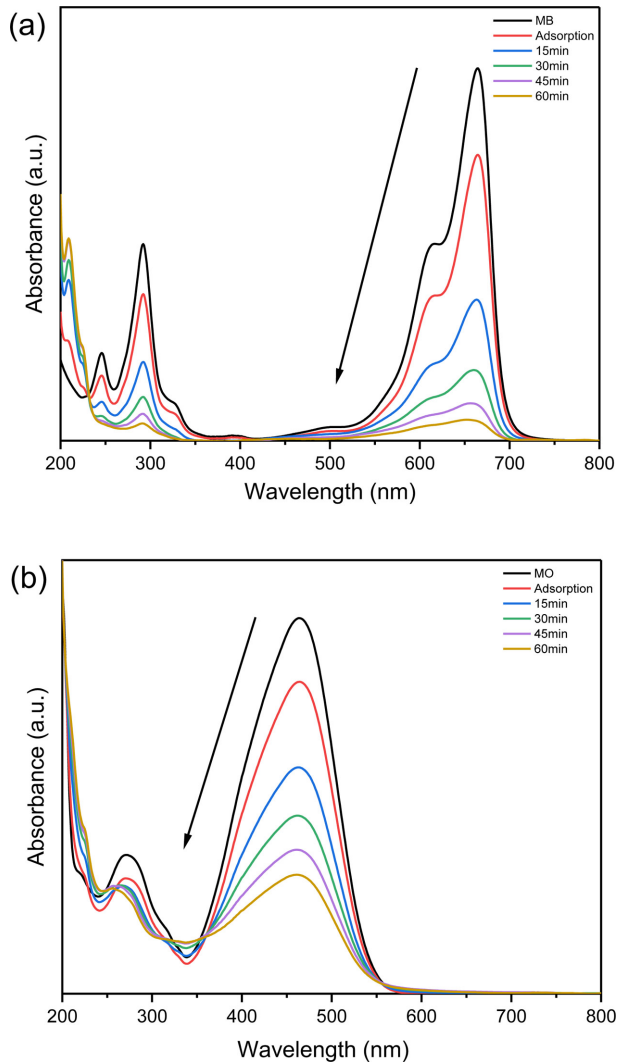 (a)
MB
Adsorption
15min
30min
45min
60min
Absorbance (a.u.)
200 300 400 500 600 700 800
Wavelength (nm)
(b)
MO
Adsorption
15min
30min
45min
60min
Absorbance (a.u.)
200 300 400 500 600 700 800
Wavelength (nm)